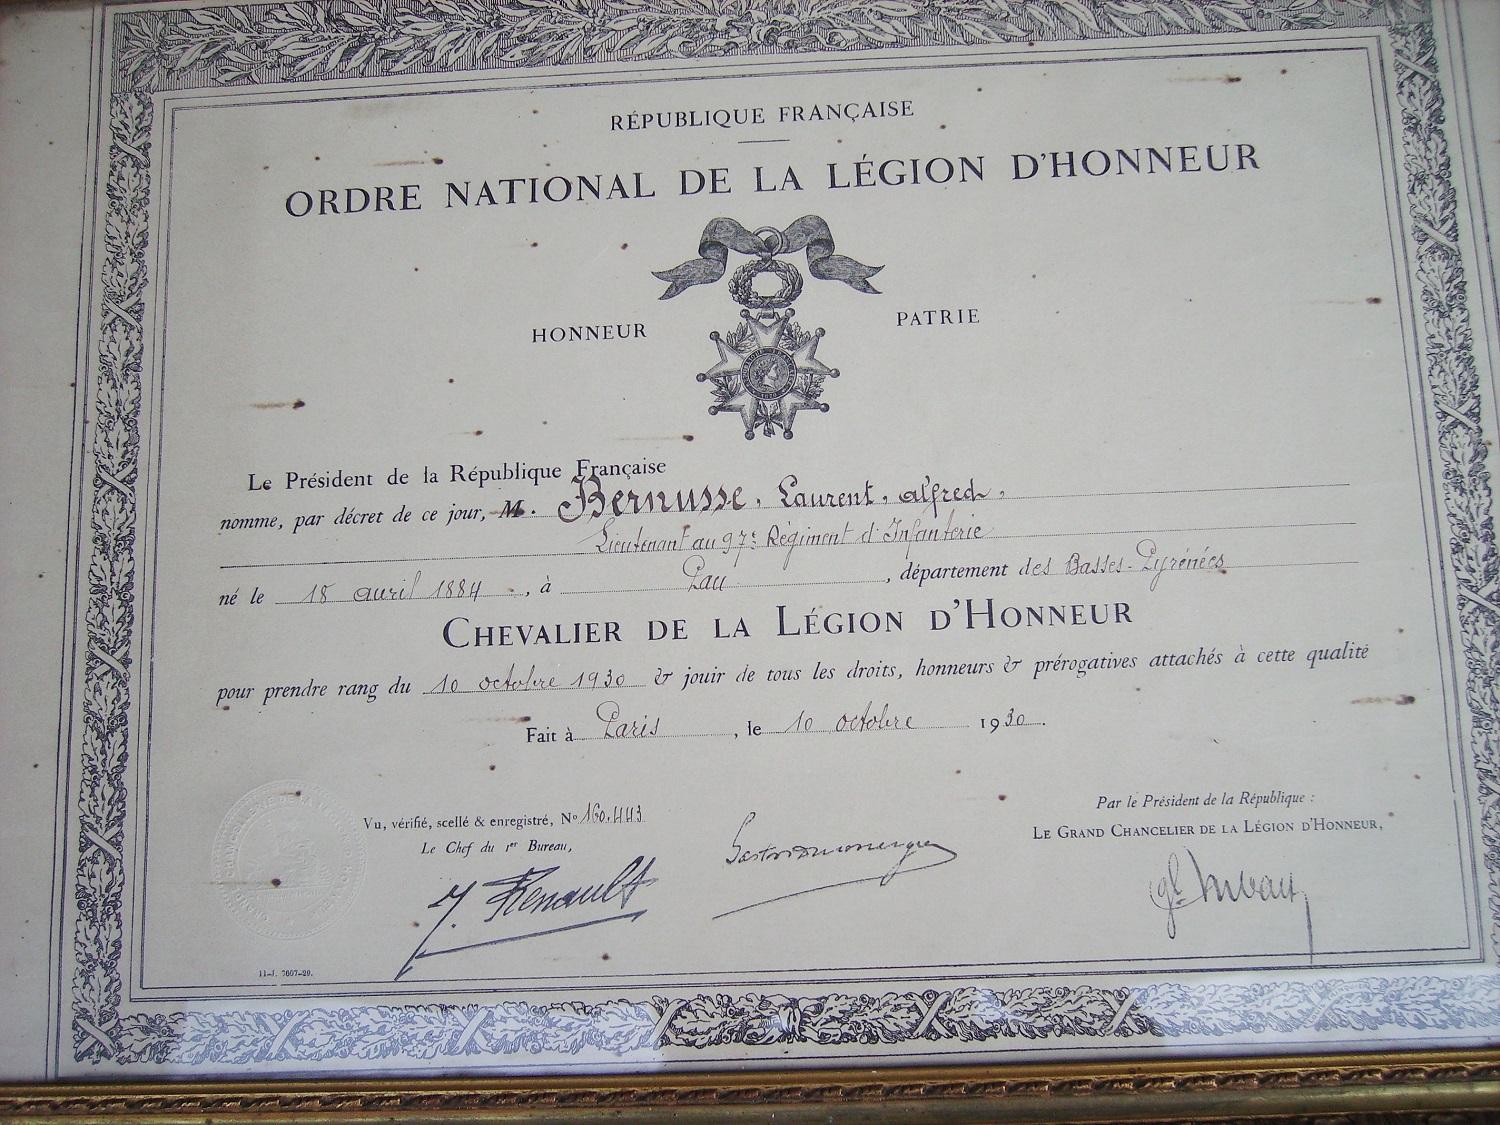 RÉPUBLIQUE FRANÇAISE
ORDRE NATIONAL DE LA LÉGION D'HONNEUR
HONNEUR PATRIE
Le Président de la République Française
nomme, par décret de ce jour, M. Bernusse, Laurent, Alfred,
Lieutenant au 97e Régiment d'Infanterie
né le 18 avril 1884, à Pau, département des Basses-Pyrénées
CHEVALIER DE LA LÉGION D'HONNEUR
pour prendre rang du 10 octobre 1930 & jouir de tous les droits, honneurs & prérogatives attachés à cette qualité
Fait à Paris, le 10 octobre 1930.
Par le Président de la République :
Vu, vérifié, scellé & enregistré, No 160.443
LE GRAND CHANCELIER DE LA LÉGION D'HONNEUR,
Le Chef du 1er Bureau,
J. Renault
11-J. 7607-29.